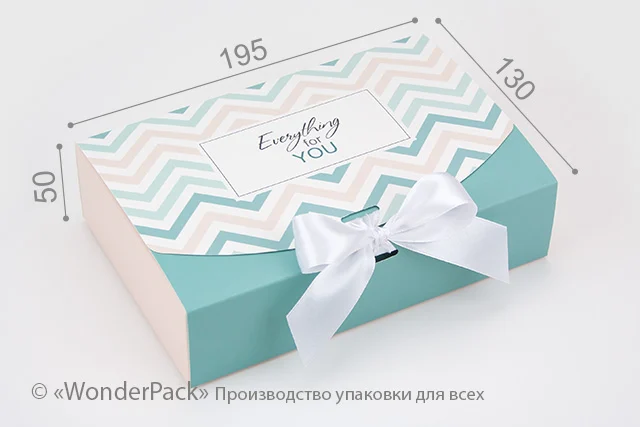 195
130
50
Everything
for
YOU
© «WonderPack» Производство упаковки для всех